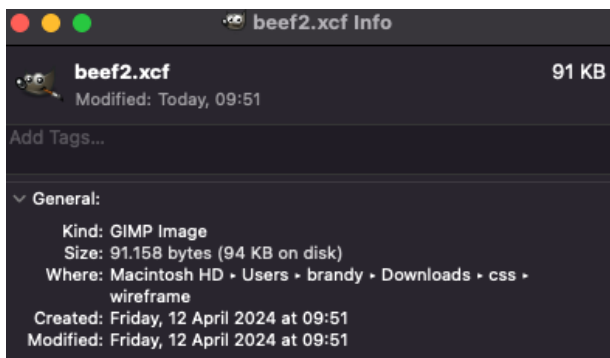 beef2.xcf Info
beef2.xcf 91 KB
Modified: Today, 09:51
Add Tags...
General:
Kind: GIMP Image
Size: 91.158 bytes (94 KB on disk)
Where: Macintosh HD ▸ Users ▸ brandy ▸ Downloads ▸ css ▸
wireframe
Created: Friday, 12 April 2024 at 09:51
Modified: Friday, 12 April 2024 at 09:51